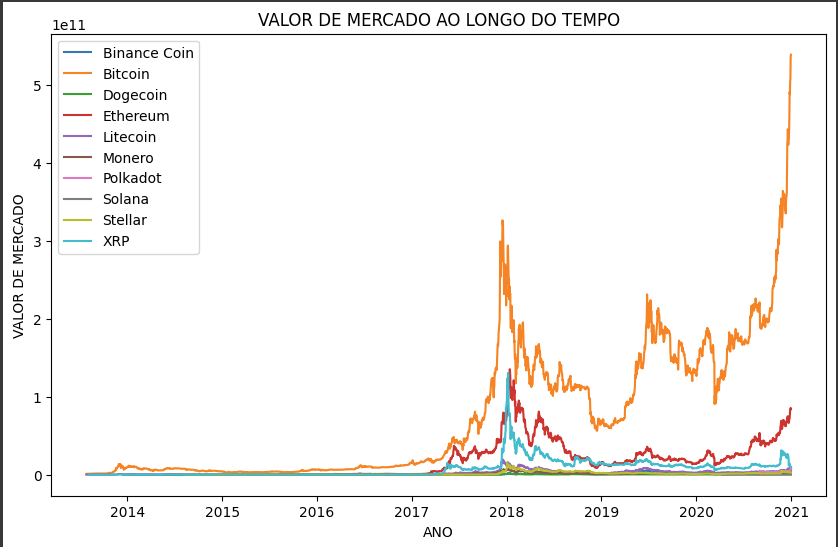 VALOR DE MERCADO AO LONGO DO TEMPO
1e11
Binance Coin
Bitcoin
Dogecoin
Ethereum
Litecoin
Monero
Polkadot
Solana
Stellar
XRP
VALOR DE MERCADO
5
4
3
2
1
0
2014 2015 2016 2017 2018 2019 2020 2021
ANO